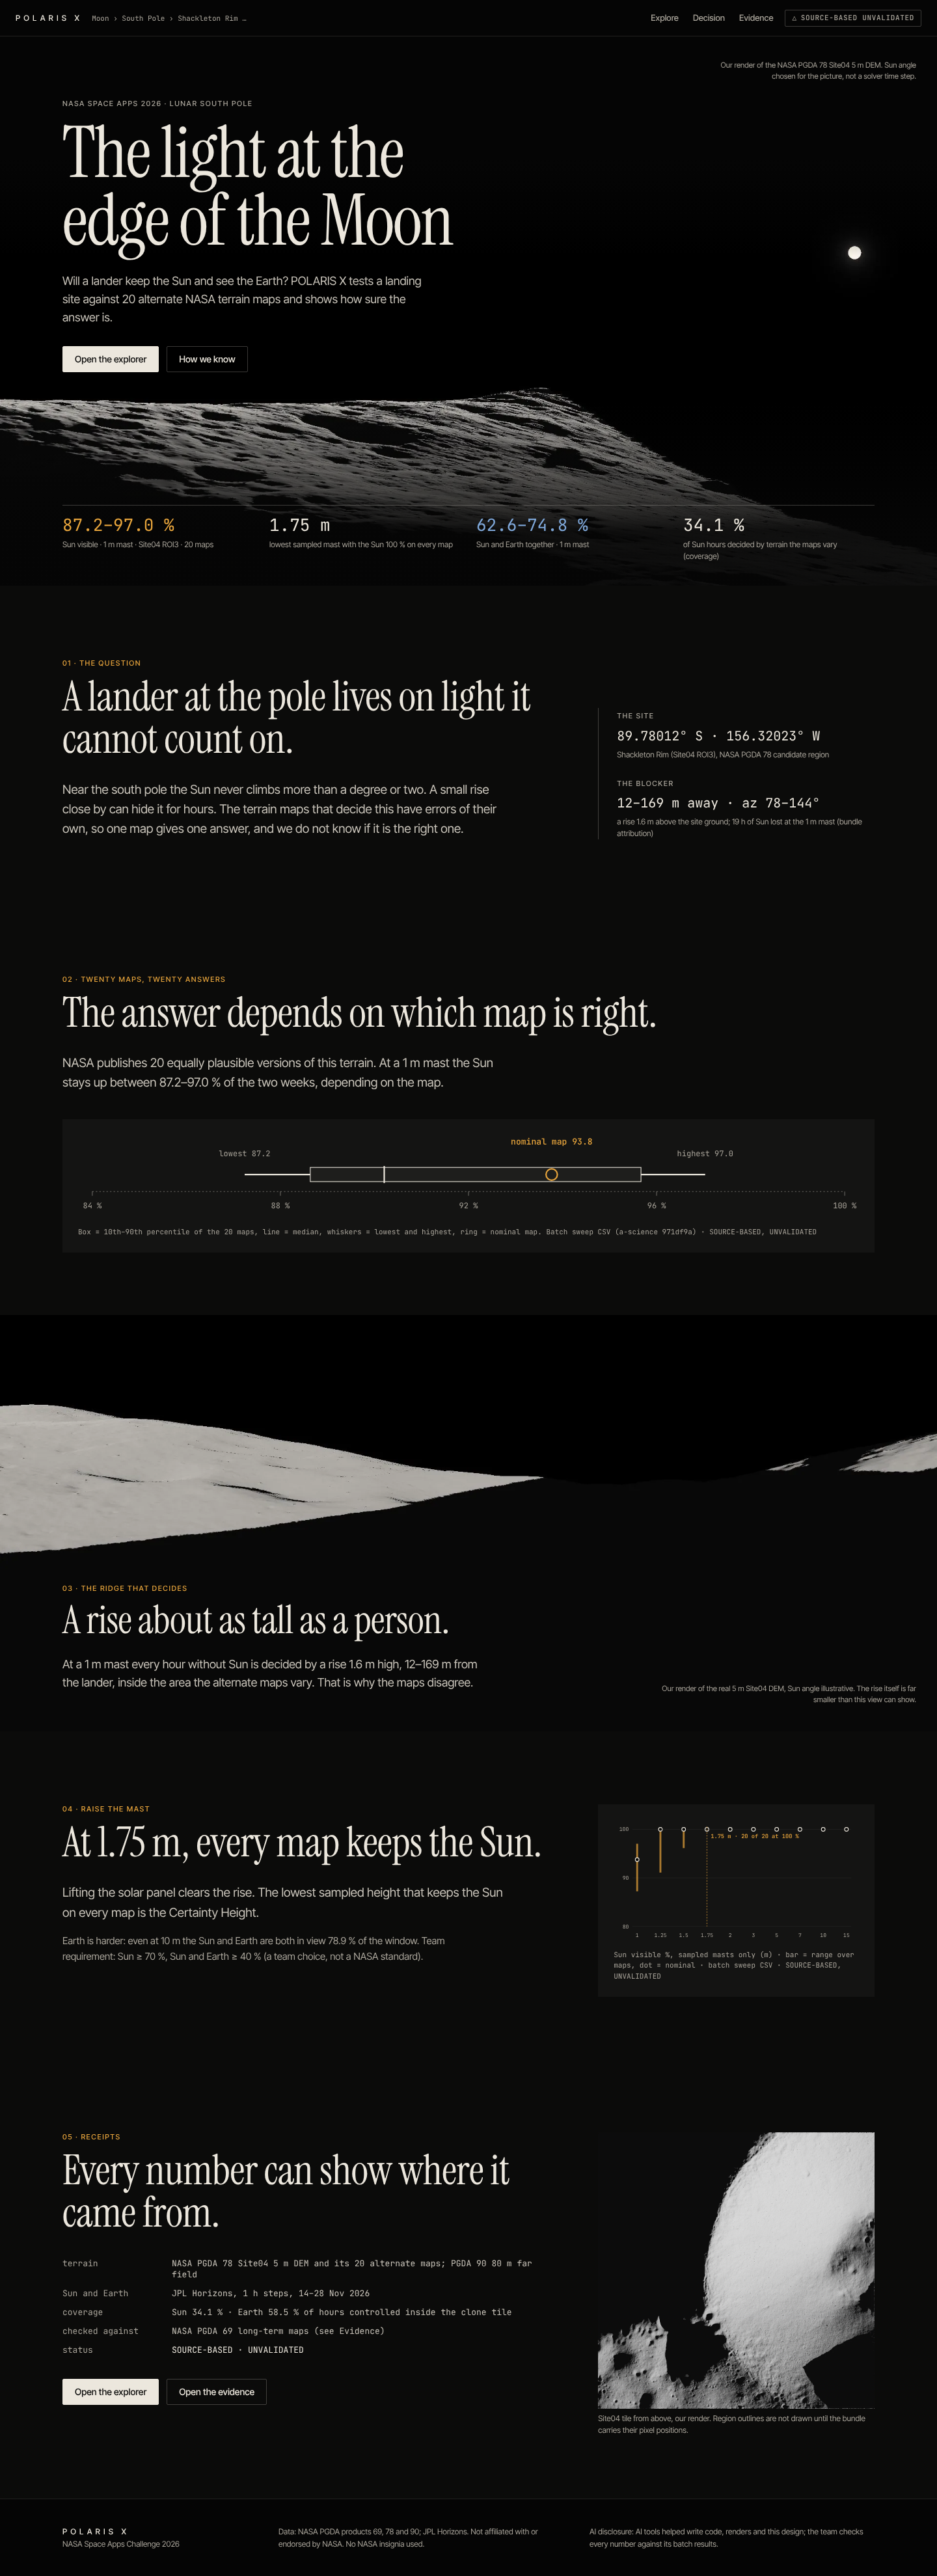 POLARIS X
Moon › South Pole › Shackleton Rim …
Explore
Decision
Evidence
△ SOURCE-BASED UNVALIDATED
Our render of the NASA PGDA 78 Site04 5 m DEM. Sun angle
chosen for the picture, not a solver time step.
NASA SPACE APPS 2026 · LUNAR SOUTH POLE
The light at the
edge of the Moon
Will a lander keep the Sun and see the Earth? POLARIS X tests a landing
site against 20 alternate NASA terrain maps and shows how sure the
answer is.
Open the explorer
How we know
87.2–97.0 %
Sun visible · 1 m mast · Site04 ROI3 · 20 maps
1.75 m
lowest sampled mast with the Sun 100 % on every map
62.6–74.8 %
Sun and Earth together · 1 m mast
34.1 %
of Sun hours decided by terrain the maps vary
(coverage)
01 · THE QUESTION
A lander at the pole lives on light it
cannot count on.
Near the south pole the Sun never climbs more than a degree or two. A small rise
close by can hide it for hours. The terrain maps that decide this have errors of their
own, so one map gives one answer, and we do not know if it is the right one.
THE SITE
89.78012° S · 156.32023° W
Shackleton Rim (Site04 ROI3), NASA PGDA 78 candidate region
THE BLOCKER
12–169 m away · az 78–144°
a rise 1.6 m above the site ground; 19 h of Sun lost at the 1 m mast (bundle
attribution)
02 · TWENTY MAPS, TWENTY ANSWERS
The answer depends on which map is right.
NASA publishes 20 equally plausible versions of this terrain. At a 1 m mast the Sun
stays up between 87.2–97.0 % of the two weeks, depending on the map.
nominal map 93.8
lowest 87.2
highest 97.0
84 %
88 %
92 %
96 %
100 %
Box = 10th–90th percentile of the 20 maps, line = median, whiskers = lowest and highest, ring = nominal map. Batch sweep CSV (a-science 971df9a) · SOURCE-BASED, UNVALIDATED
03 · THE RIDGE THAT DECIDES
A rise about as tall as a person.
At a 1 m mast every hour without Sun is decided by a rise 1.6 m high, 12–169 m from
the lander, inside the area the alternate maps vary. That is why the maps disagree.
Our render of the real 5 m Site04 DEM, Sun angle illustrative. The rise itself is far
smaller than this view can show.
04 · RAISE THE MAST
At 1.75 m, every map keeps the Sun.
Lifting the solar panel clears the rise. The lowest sampled height that keeps the Sun
on every map is the Certainty Height.
Earth is harder: even at 10 m the Sun and Earth are both in view 78.9 % of the window. Team
requirement: Sun ≥ 70 %, Sun and Earth ≥ 40 % (a team choice, not a NASA standard).
100
90
80
1.75 m · 20 of 20 at 100 %
1
1.25
1.5
1.75
2
3
5
7
10
15
Sun visible %, sampled masts only (m) · bar = range over
maps, dot = nominal · batch sweep CSV · SOURCE-BASED,
UNVALIDATED
05 · RECEIPTS
Every number can show where it
came from.
terrain
NASA PGDA 78 Site04 5 m DEM and its 20 alternate maps; PGDA 90 80 m far
field
Sun and Earth
JPL Horizons, 1 h steps, 14–28 Nov 2026
coverage
Sun 34.1 % · Earth 58.5 % of hours controlled inside the clone tile
checked against
NASA PGDA 69 long-term maps (see Evidence)
status
SOURCE-BASED · UNVALIDATED
Open the explorer
Open the evidence
Site04 tile from above, our render. Region outlines are not drawn until the bundle
carries their pixel positions.
POLARIS X
NASA Space Apps Challenge 2026
Data: NASA PGDA products 69, 78 and 90; JPL Horizons. Not affiliated with or
endorsed by NASA. No NASA insignia used.
AI disclosure: AI tools helped write code, renders and this design; the team checks
every number against its batch results.